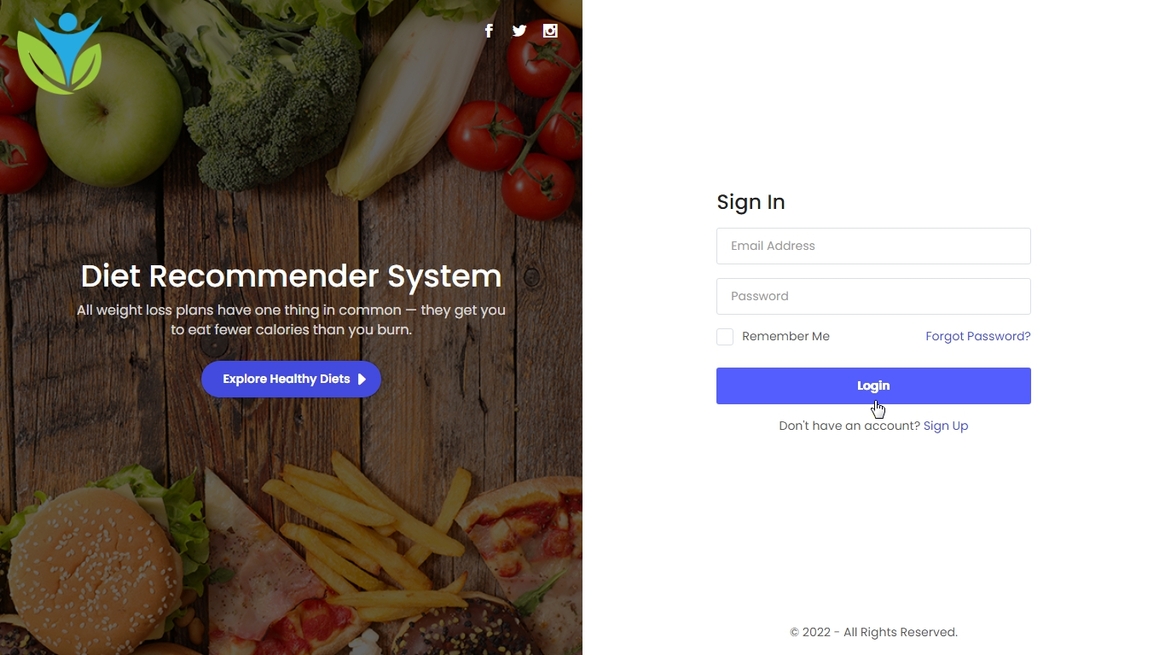 Diet Recommender System
All weight loss plans have one thing in common — they get you
to eat fewer calories than you burn.
Explore Healthy Diets
Sign In
Email Address
Password
Remember Me
Forgot Password?
Login
Don't have an account? Sign Up
© 2022 - All Rights Reserved.